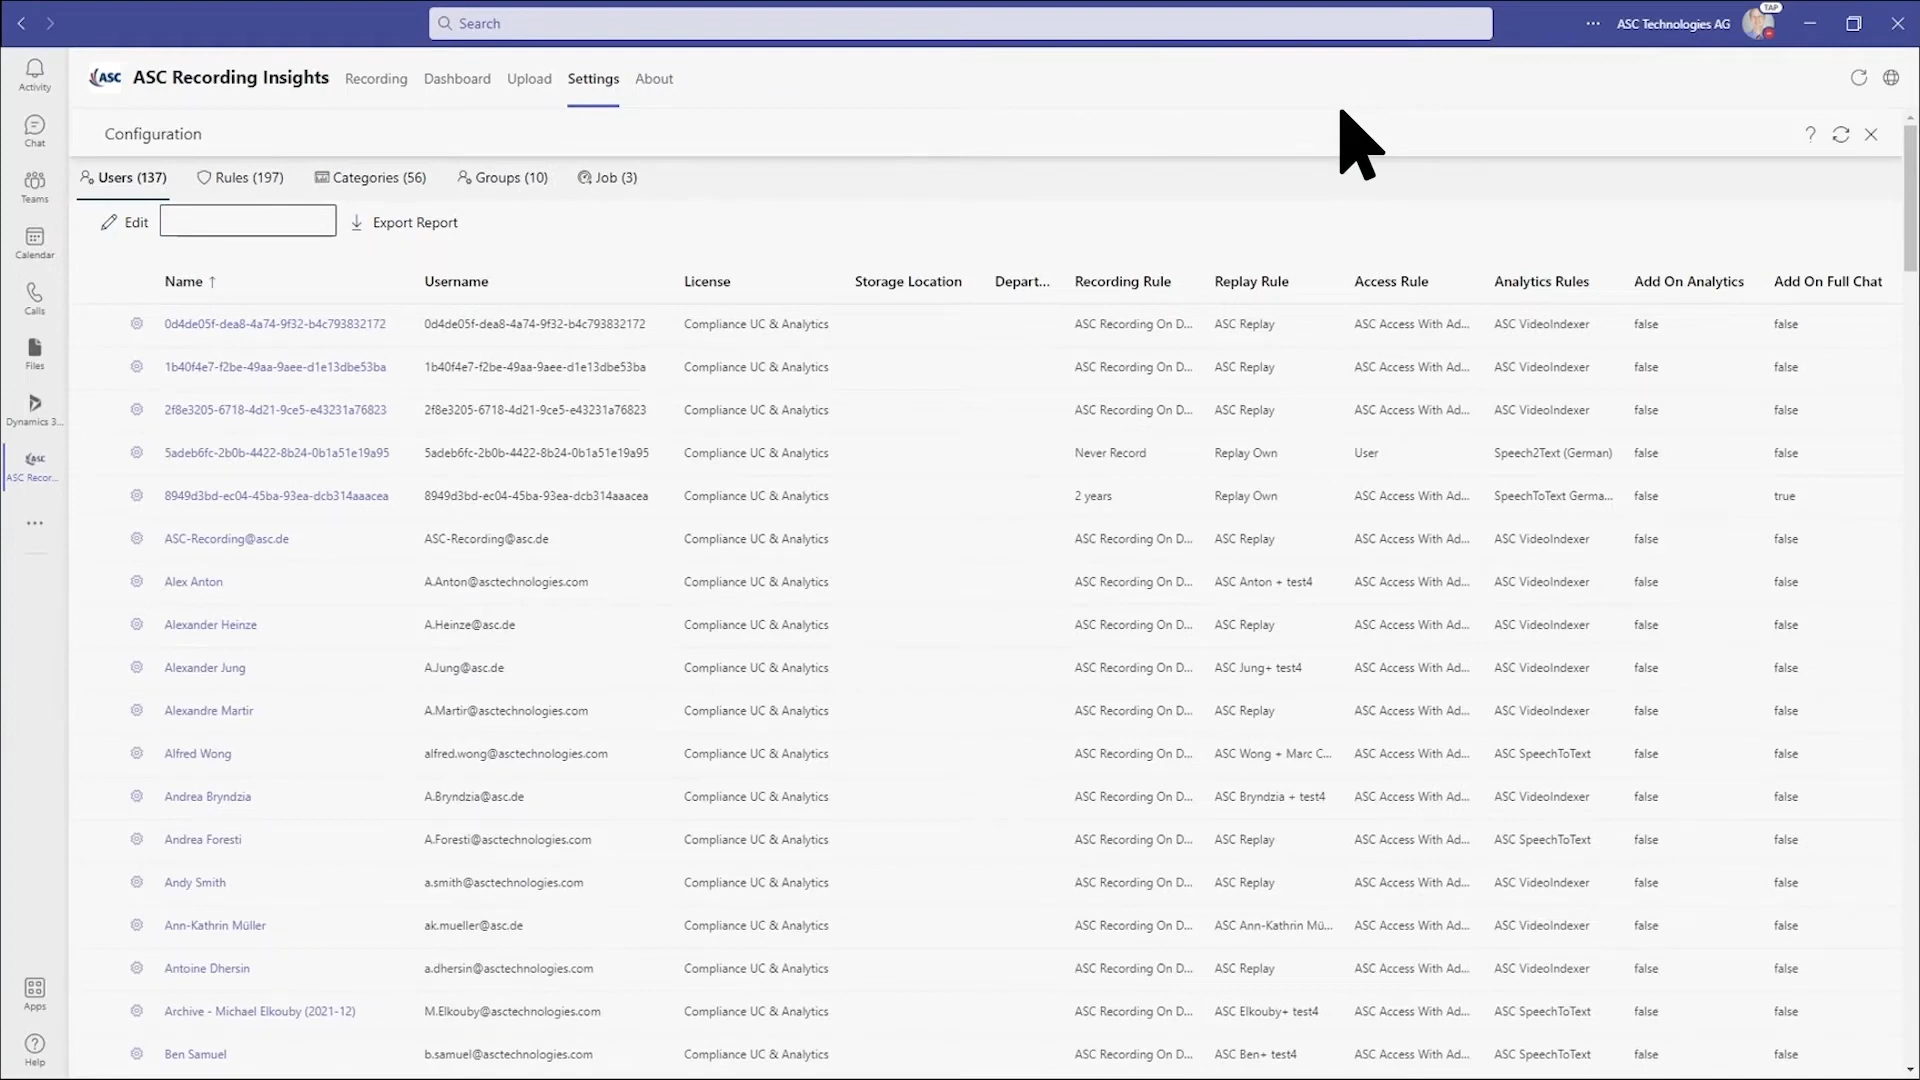 Search
ASC Technologies AG
TAP
Activity
Chat
Teams
Calendar
Calls
Files
Dynamics 3...
ASC
ASC Recor...
Apps
Help
ASC ASC Recording Insights Recording Dashboard Upload Settings About
Configuration
Users (137) Rules (197) Categories (56) Groups (10) Job (3)
Edit Export Report
Name ↑ Username License Storage Location Depart... Recording Rule Replay Rule Access Rule Analytics Rules Add On Analytics Add On Full Chat
0d4de05f-dea8-4a74-9f32-b4c793832172 0d4de05f-dea8-4a74-9f32-b4c793832172 Compliance UC & Analytics ASC Recording On D... ASC Replay ASC Access With Ad... ASC VideoIndexer false false
1b40f4e7-f2be-49aa-9aee-d1e13dbe53ba 1b40f4e7-f2be-49aa-9aee-d1e13dbe53ba Compliance UC & Analytics ASC Recording On D... ASC Replay ASC Access With Ad... ASC VideoIndexer false false
2f8e3205-6718-4d21-9ce5-e43231a76823 2f8e3205-6718-4d21-9ce5-e43231a76823 Compliance UC & Analytics ASC Recording On D... ASC Replay ASC Access With Ad... ASC VideoIndexer false false
5adeb6fc-2b0b-4422-8b24-0b1a51e19a95 5adeb6fc-2b0b-4422-8b24-0b1a51e19a95 Compliance UC & Analytics Never Record Replay Own User Speech2Text (German) false false
8949d3bd-ec04-45ba-93ea-dcb314aaacea 8949d3bd-ec04-45ba-93ea-dcb314aaacea Compliance UC & Analytics 2 years Replay Own ASC Access With Ad... SpeechToText Germa... false true
ASC-Recording@asc.de ASC-Recording@asc.de Compliance UC & Analytics ASC Recording On D... ASC Replay ASC Access With Ad... ASC VideoIndexer false false
Alex Anton A.Anton@asctechnologies.com Compliance UC & Analytics ASC Recording On D... ASC Anton + test4 ASC Access With Ad... ASC VideoIndexer false false
Alexander Heinze A.Heinze@asc.de Compliance UC & Analytics ASC Recording On D... ASC Replay ASC Access With Ad... ASC VideoIndexer false false
Alexander Jung A.Jung@asc.de Compliance UC & Analytics ASC Recording On D... ASC Jung+ test4 ASC Access With Ad... ASC VideoIndexer false false
Alexandre Martir A.Martir@asctechnologies.com Compliance UC & Analytics ASC Recording On D... ASC Replay ASC Access With Ad... ASC VideoIndexer false false
Alfred Wong alfred.wong@asctechnologies.com Compliance UC & Analytics ASC Recording On D... ASC Wong + Marc C... ASC Access With Ad... ASC SpeechToText false false
Andrea Bryndzia A.Bryndzia@asc.de Compliance UC & Analytics ASC Recording On D... ASC Bryndzia + test4 ASC Access With Ad... ASC VideoIndexer false false
Andrea Foresti A.Foresti@asctechnologies.com Compliance UC & Analytics ASC Recording On D... ASC Replay ASC Access With Ad... ASC SpeechToText false false
Andy Smith a.smith@asctechnologies.com Compliance UC & Analytics ASC Recording On D... ASC Replay ASC Access With Ad... ASC VideoIndexer false false
Ann-Kathrin Müller ak.mueller@asc.de Compliance UC & Analytics ASC Recording On D... ASC Ann-Kathrin Mü... ASC Access With Ad... ASC VideoIndexer false false
Antoine Dhersin a.dhersin@asctechnologies.com Compliance UC & Analytics ASC Recording On D... ASC Replay ASC Access With Ad... ASC VideoIndexer false false
Archive - Michael Elkouby (2021-12) M.Elkouby@asctechnologies.com Compliance UC & Analytics ASC Recording On D... ASC Elkouby+ test4 ASC Access With Ad... ASC SpeechToText false false
Ben Samuel b.samuel@asctechnologies.com Compliance UC & Analytics ASC Recording On D... ASC Ben+ test4 ASC Access With Ad... ASC SpeechToText false false